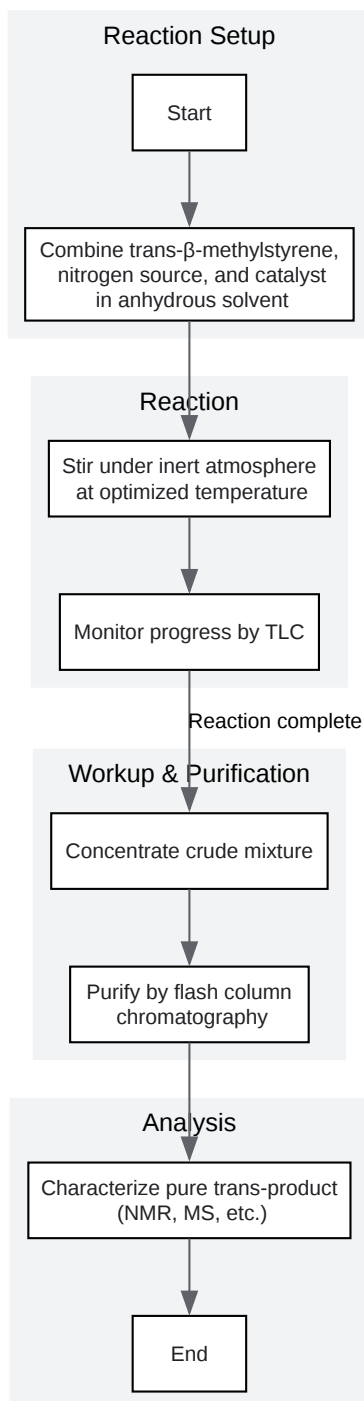 Reaction Setup
Start
Combine trans-β-methylstyrene,
nitrogen source, and catalyst
in anhydrous solvent
Reaction
Stir under inert atmosphere
at optimized temperature
Monitor progress by TLC
Reaction complete
Workup & Purification
Concentrate crude mixture
Purify by flash column
chromatography
Analysis
Characterize pure trans-product
(NMR, MS, etc.)
End